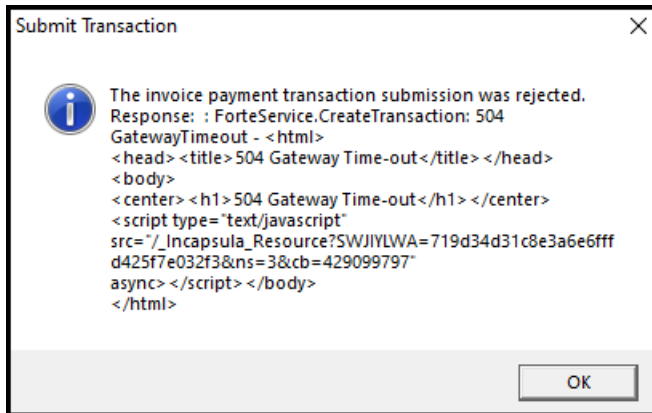 Submit Transaction
The invoice payment transaction submission was rejected.
Response:  : ForteService.CreateTransaction: 504
GatewayTimeout - <html>
<head><title>504 Gateway Time-out</title></head>
<body>
<center><h1>504 Gateway Time-out</h1></center>
<script type="text/javascript"
src="/_Incapsula_Resource?SWJIYLWA=719d34d31c8e3a6e6fff
d425f7e032f3&ns=3&cb=429099797"
async></script></body>
</html>
OK